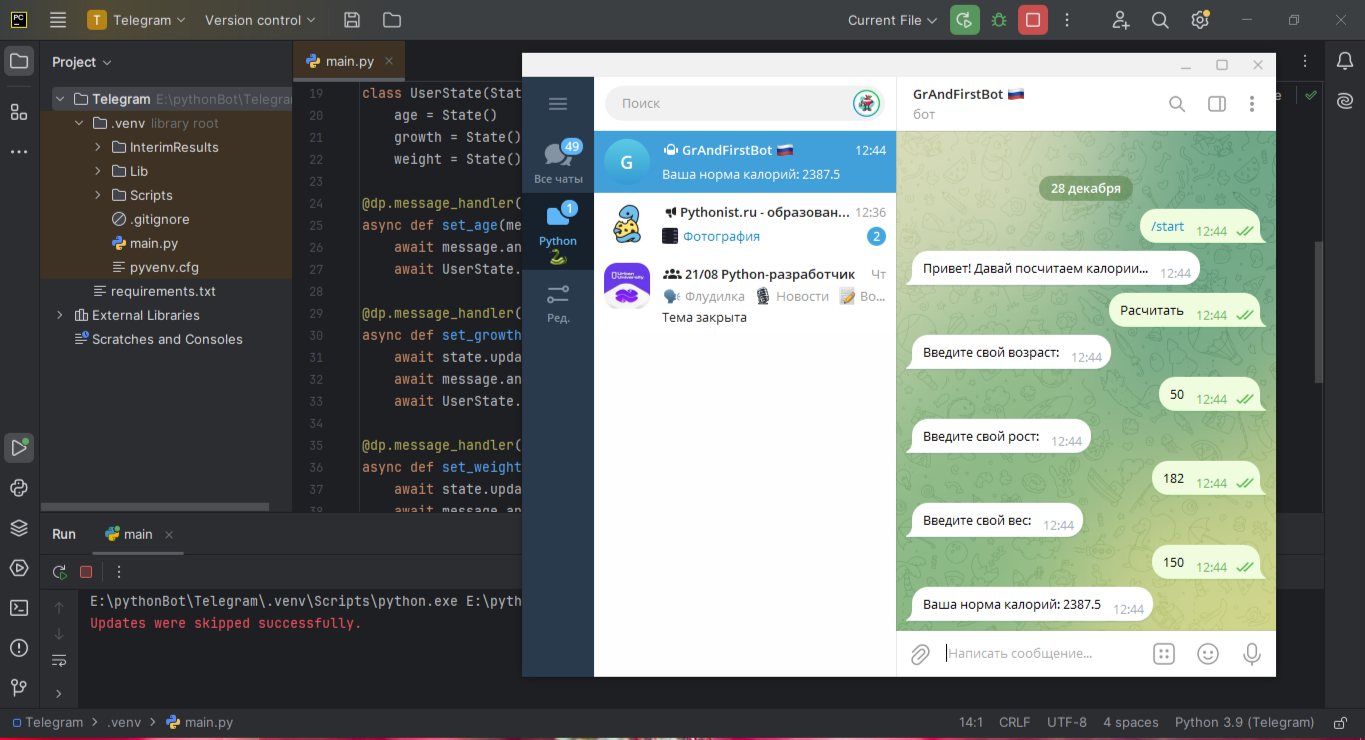 Telegram
Version control
Current File
Project
main.py
Telegram E:\pythonBot\Telegra
.venv library root
InterimResults
Lib
Scripts
.gitignore
main.py
pyvenv.cfg
requirements.txt
External Libraries
Scratches and Consoles
19 class UserState(Stat
20 age = State()
21 growth = State()
22 weight = State()
23
24 @dp.message_handler(
25 async def set_age(me
26 await message.an
27 await UserState.
28
29 @dp.message_handler(
30 async def set_growth
31 await state.upda
32 await message.an
33 await UserState.
34
35 @dp.message_handler(
36 async def set_weight
37 await state.upda
38 await message.an
Run
main
E:\pythonBot\Telegram\.venv\Scripts\python.exe E:\pyth
Updates were skipped successfully.
49
Все чаты
1
Python
Ред.
Поиск
G
GrAndFirstBot 12:44
Ваша норма калорий: 2387.5
Pythonist.ru - образован... 12:36
Фотография 2
21/08 Python-разработчик Чт
Флудилка Новости Во...
Тема закрыта
GrAndFirstBot
бот
28 декабря
/start 12:44
Привет! Давай посчитаем калории... 12:44
Расчитать 12:44
Введите свой возраст: 12:44
50 12:44
Введите свой рост: 12:44
182 12:44
Введите свой вес: 12:44
150 12:44
Ваша норма калорий: 2387.5 12:44
Написать сообщение...
Telegram > .venv > main.py
14:1 CRLF UTF-8 4 spaces Python 3.9 (Telegram)